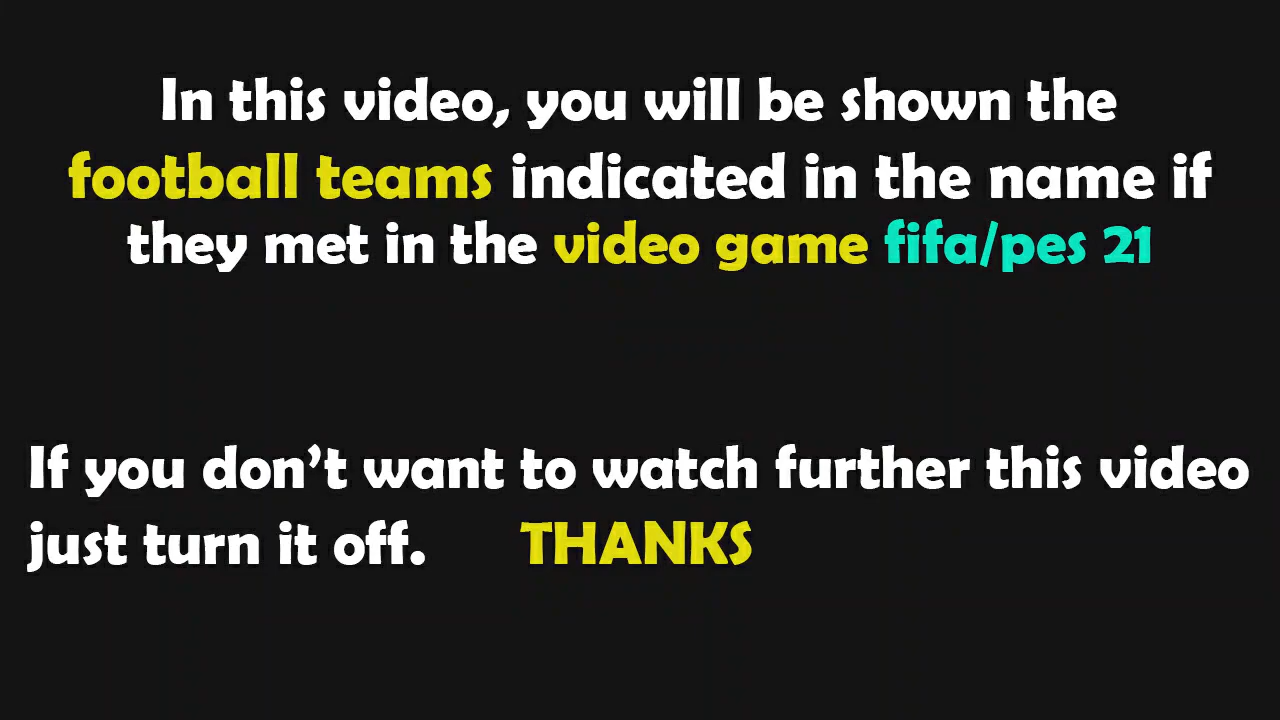 In this video, you will be shown the
football teams indicated in the name if
they met in the video game fifa/pes 21
If you don't want to watch further this video
just turn it off. THANKS